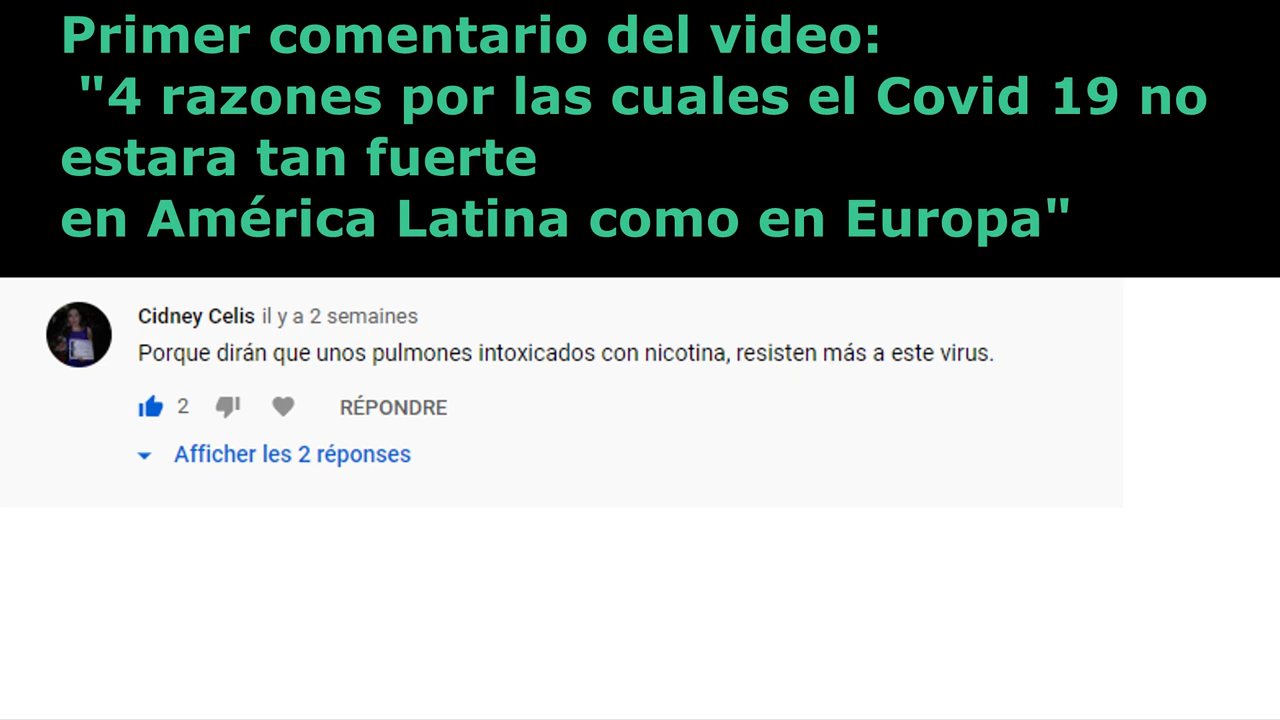 Primer comentario del video:
"4 razones por las cuales el Covid 19 no
estara tan fuerte
en América Latina como en Europa"
Cidney Celis il y a 2 semaines
Porque dirán que unos pulmones intoxicados con nicotina, resisten más a este virus.
2 RÉPONDRE
Afficher les 2 réponses